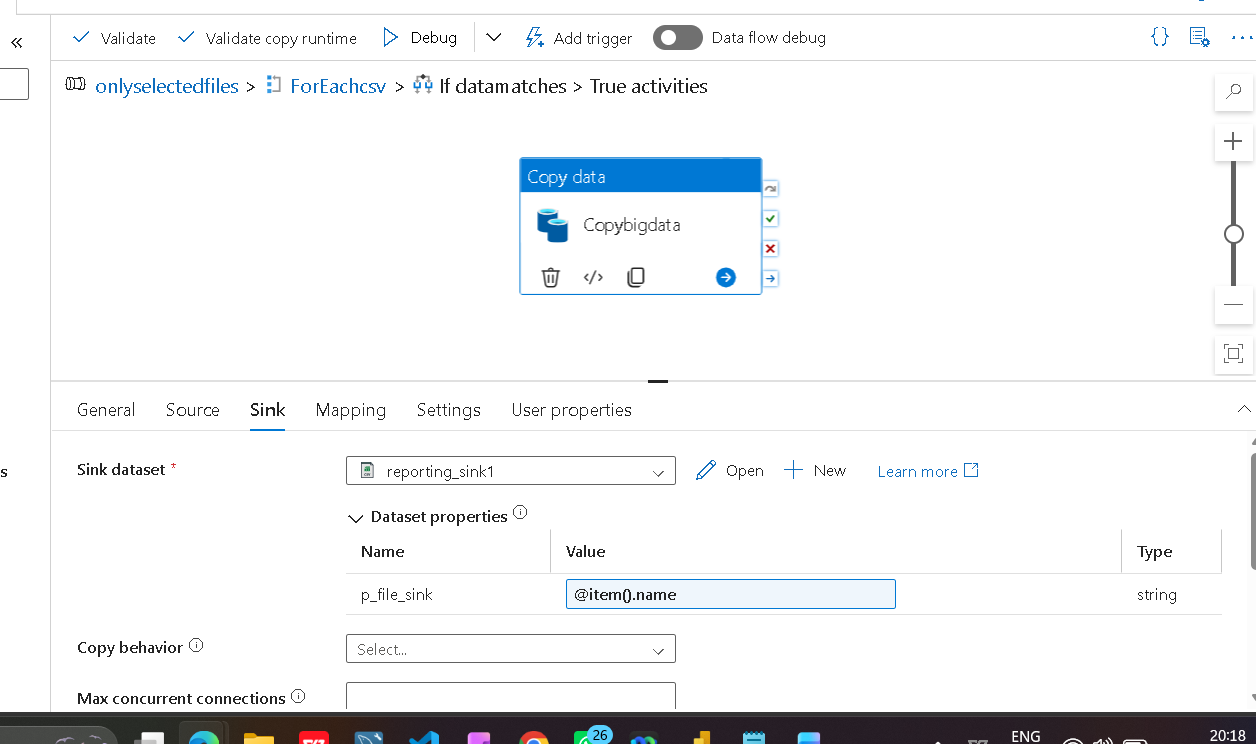 Validate Validate copy runtime Debug Add trigger Data flow debug
onlyselectedfiles > ForEachcsv > If datamatches > True activities
Copy data
Copybigdata
General Source Sink Mapping Settings User properties
Sink dataset * reporting_sink1 Open New Learn more
Dataset properties
Name Value Type
p_file_sink @item().name string
Copy behavior Select...
Max concurrent connections
s
26
ENG 20:18